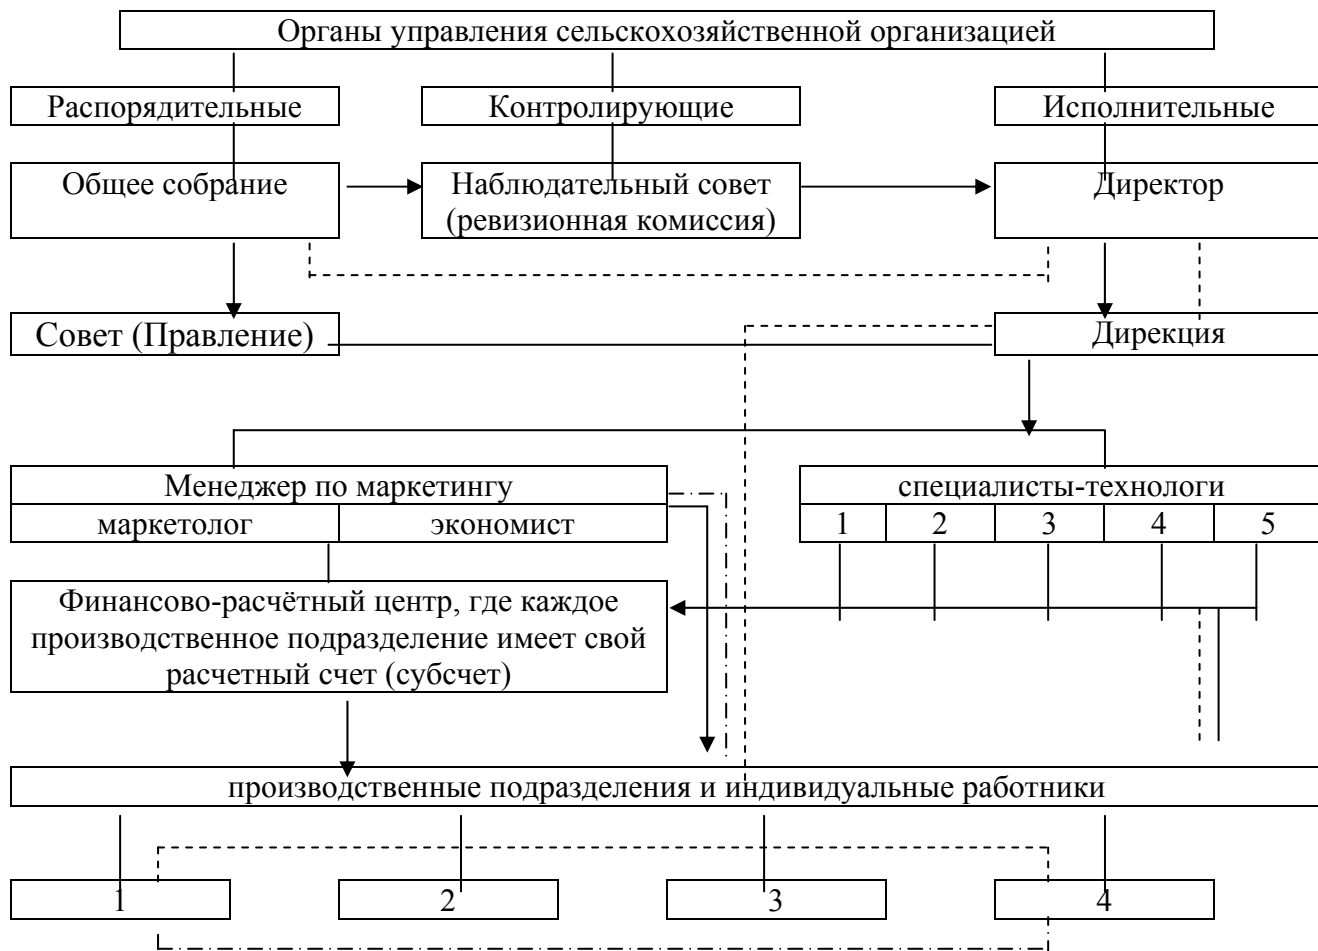 Органы управления сельскохозяйственной организацией
Распорядительные
Контролирующие
Исполнительные
Общее собрание
Наблюдательный совет
(ревизионная комиссия)
Директор
Совет (Правление)
Дирекция
Менеджер по маркетингу
специалисты-технологи
маркетолог
экономист
1
2
3
4
5
Финансово-расчётный центр, где каждое
производственное подразделение имеет свой
расчетный счет (субсчет)
производственные подразделения и индивидуальные работники
1
2
3
4